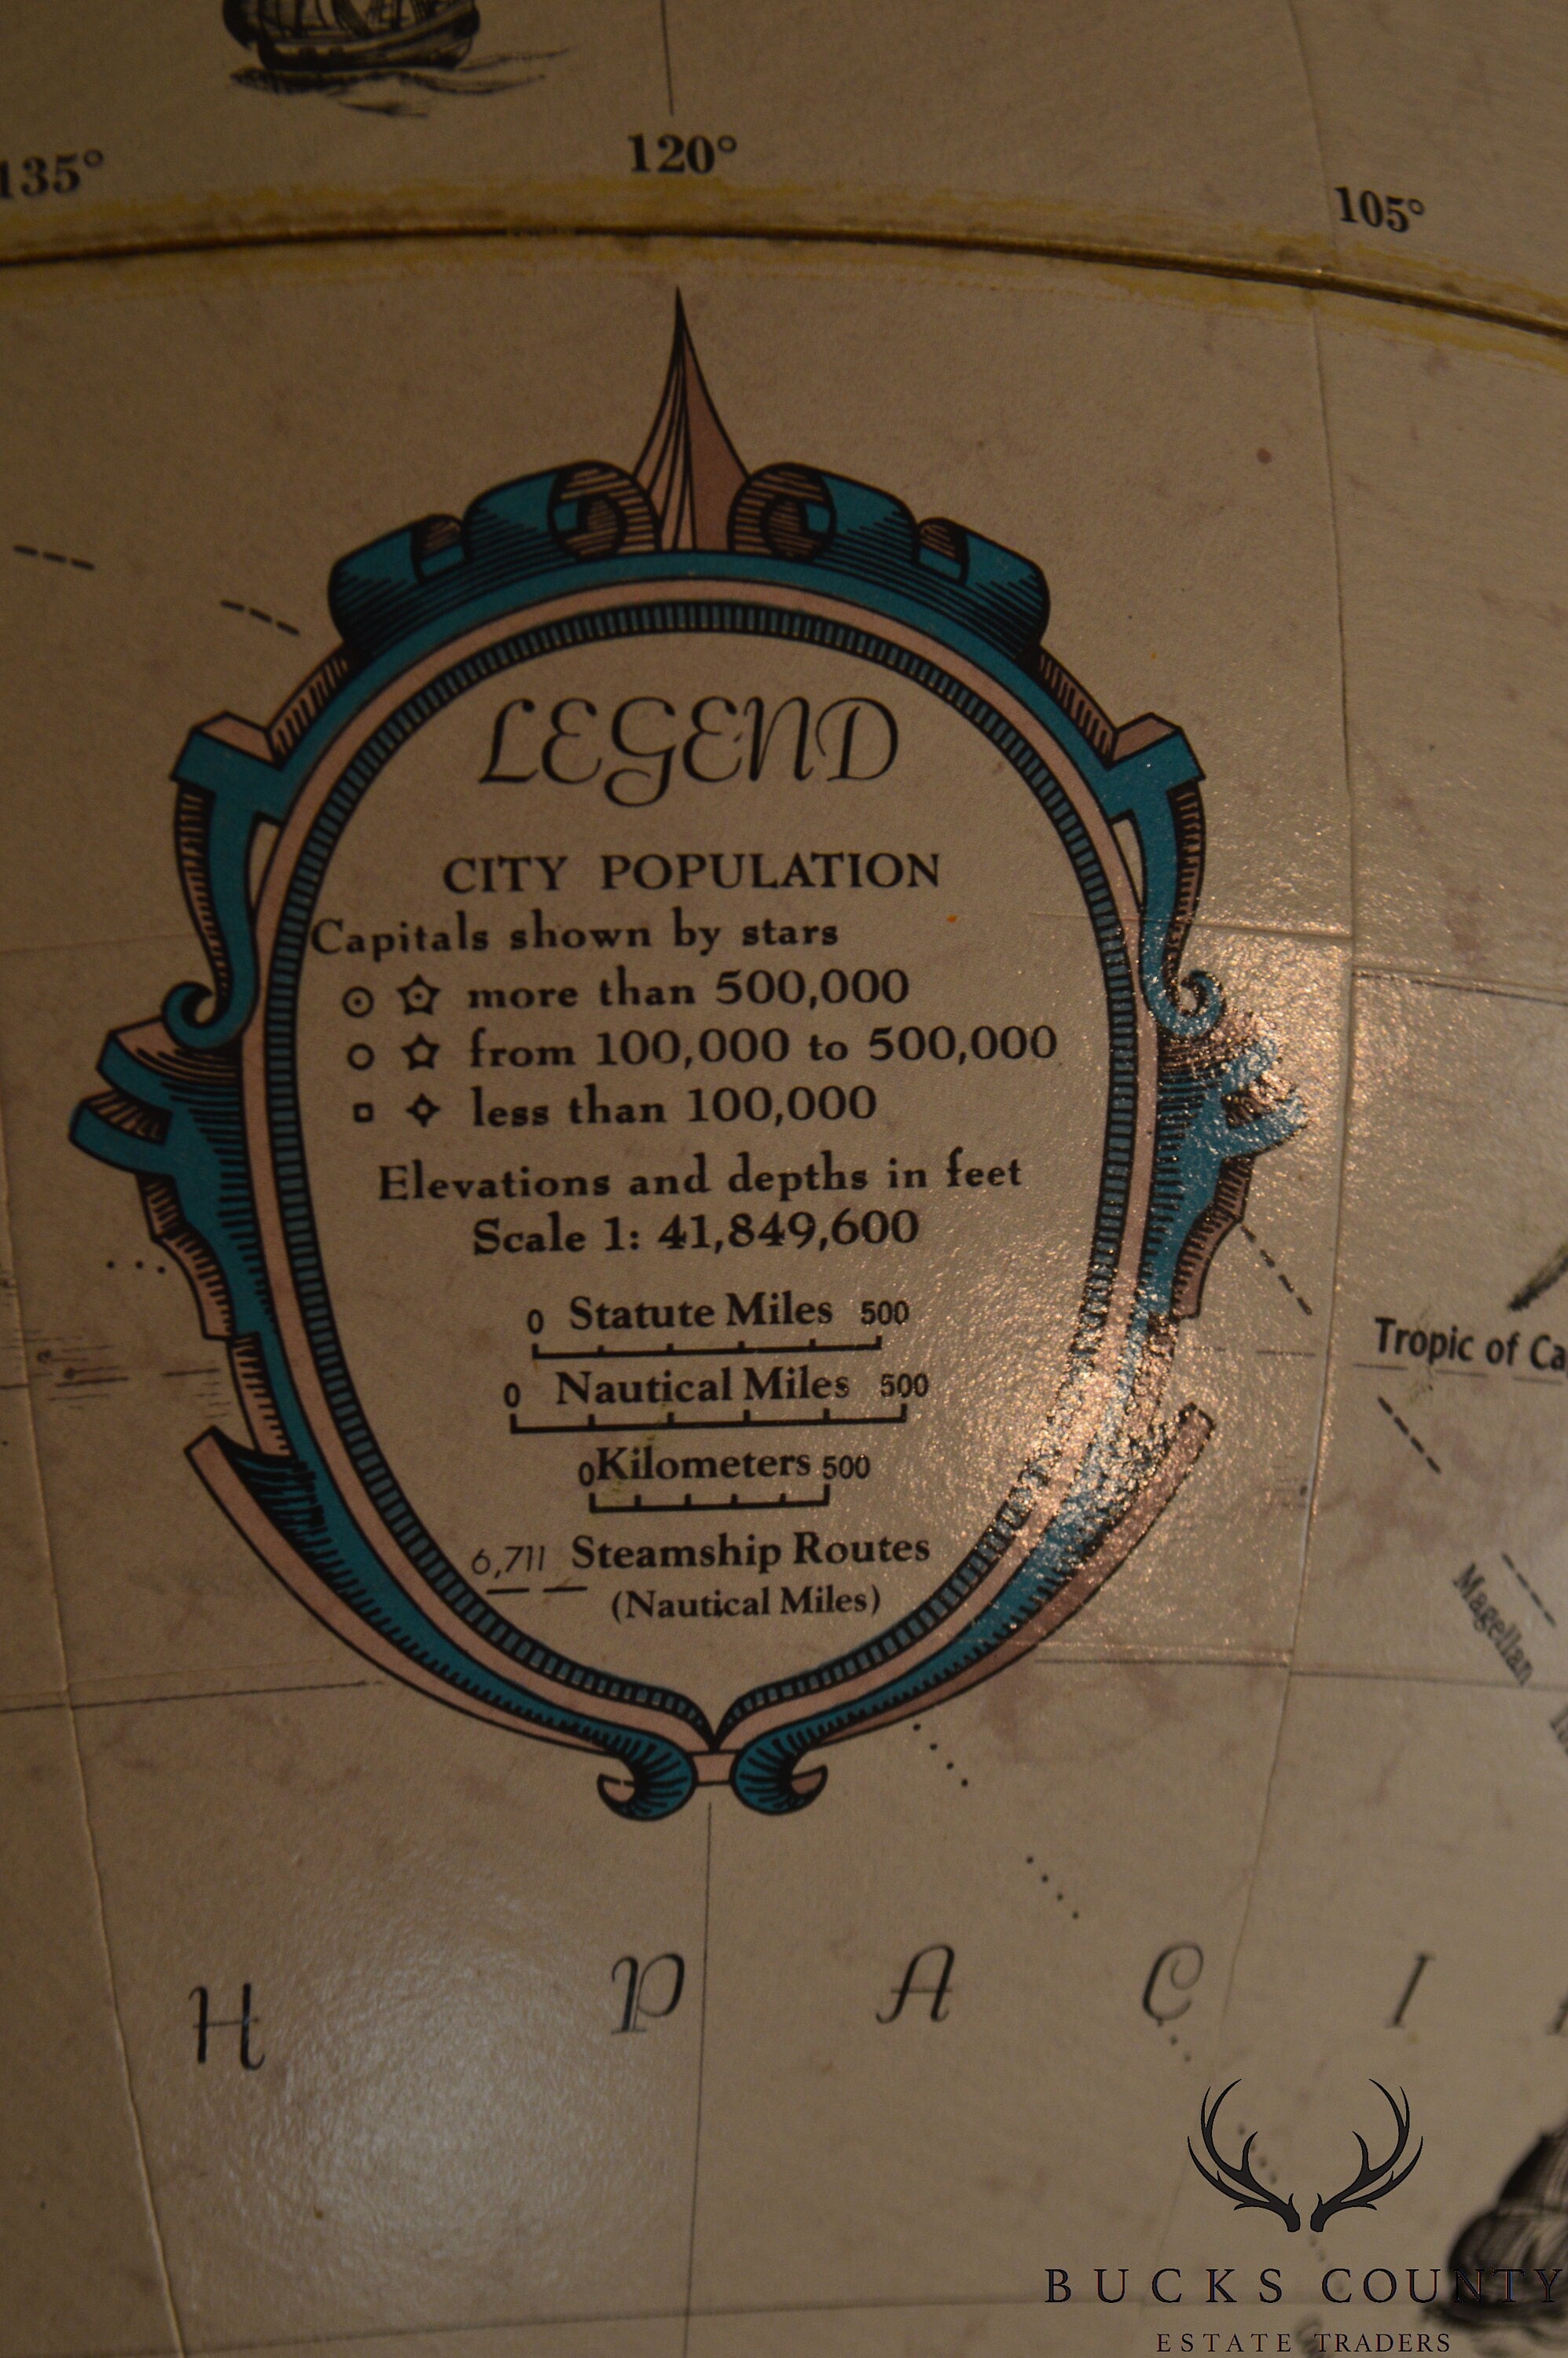 135°
120°
105°
LEGEND
CITY POPULATION
Capitals shown by stars
more than 500,000
from 100,000 to 500,000
less than 100,000
Elevations and depths in feet
Scale 1: 41,849,600
0 Statute Miles 500
0 Nautical Miles 500
0 Kilometers 500
6,711 Steamship Routes
(Nautical Miles)
Tropic of Ca
Magellan
H P A C I
BUCKS COUNTY
ESTATE TRADERS